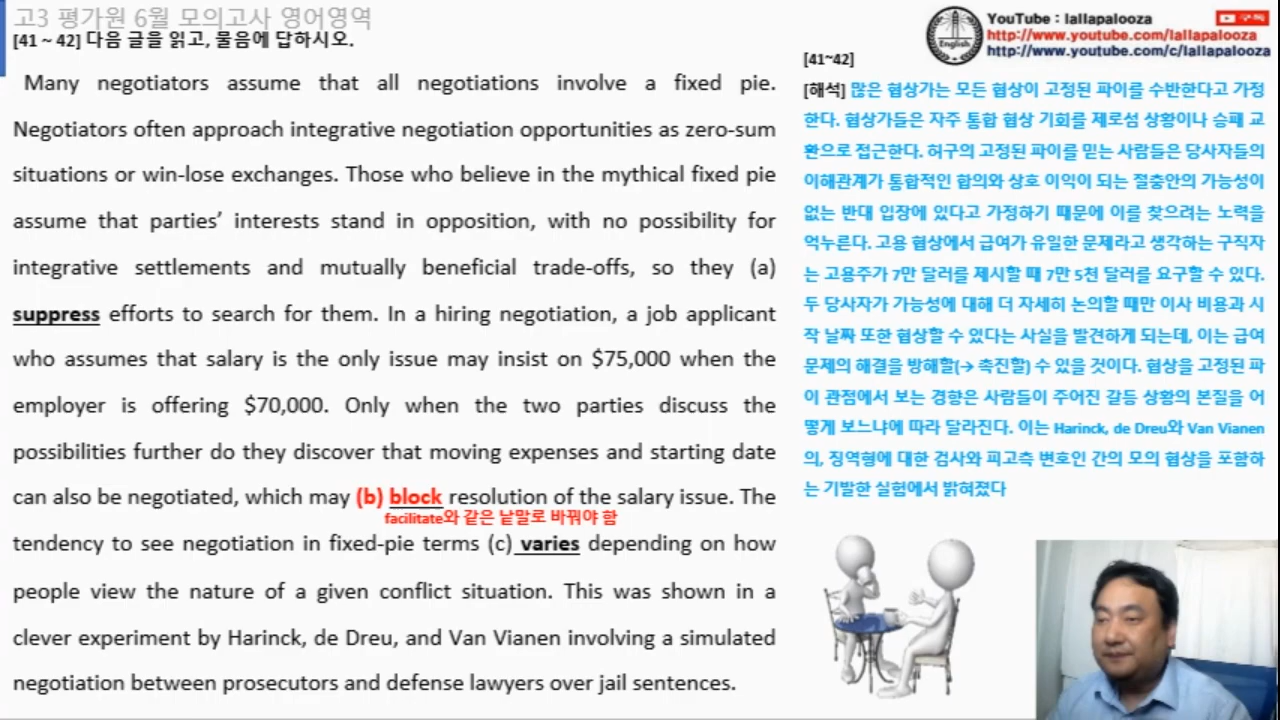 고3 평가원 6월 모의고사 영어영역
[41 ~ 42] 다음 글을 읽고, 물음에 답하시오.
Many negotiators assume that all negotiations involve a fixed pie.
Negotiators often approach integrative negotiation opportunities as zero-sum
situations or win-lose exchanges. Those who believe in the mythical fixed pie
assume that parties’ interests stand in opposition, with no possibility for
integrative settlements and mutually beneficial trade-offs, so they (a)
suppress efforts to search for them. In a hiring negotiation, a job applicant
who assumes that salary is the only issue may insist on $75,000 when the
employer is offering $70,000. Only when the two parties discuss the
possibilities further do they discover that moving expenses and starting date
can also be negotiated, which may (b) block resolution of the salary issue. The
facilitate와 같은 낱말로 바꿔야 함
tendency to see negotiation in fixed-pie terms (c) varies depending on how
people view the nature of a given conflict situation. This was shown in a
clever experiment by Harinck, de Dreu, and Van Vianen involving a simulated
negotiation between prosecutors and defense lawyers over jail sentences.
English
YouTube : lallapalooza
구독
http://www.youtube.com/lallapalooza
http://www.youtube.com/c/lallapalooza
[41~42]
[해석] 많은 협상가는 모든 협상이 고정된 파이를 수반한다고 가정
한다. 협상가들은 자주 통합 협상 기회를 제로섬 상황이나 승패 교
환으로 접근한다. 허구의 고정된 파이를 믿는 사람들은 당사자들의
이해관계가 통합적인 합의와 상호 이익이 되는 절충안의 가능성이
없는 반대 입장에 있다고 가정하기 때문에 이를 찾으려는 노력을
억누른다. 고용 협상에서 급여가 유일한 문제라고 생각하는 구직자
는 고용주가 7만 달러를 제시할 때 7만 5천 달러를 요구할 수 있다.
두 당사자가 가능성에 대해 더 자세히 논의할 때만 이사 비용과 시
작 날짜 또한 협상할 수 있다는 사실을 발견하게 되는데, 이는 급여
문제의 해결을 방해할(→ 촉진할) 수 있을 것이다. 협상을 고정된 파
이 관점에서 보는 경향은 사람들이 주어진 갈등 상황의 본질을 어
떻게 보느냐에 따라 달라진다. 이는 Harinck, de Dreu와 Van Vianen
의, 징역형에 대한 검사와 피고측 변호인 간의 모의 협상을 포함하
는 기발한 실험에서 밝혀졌다